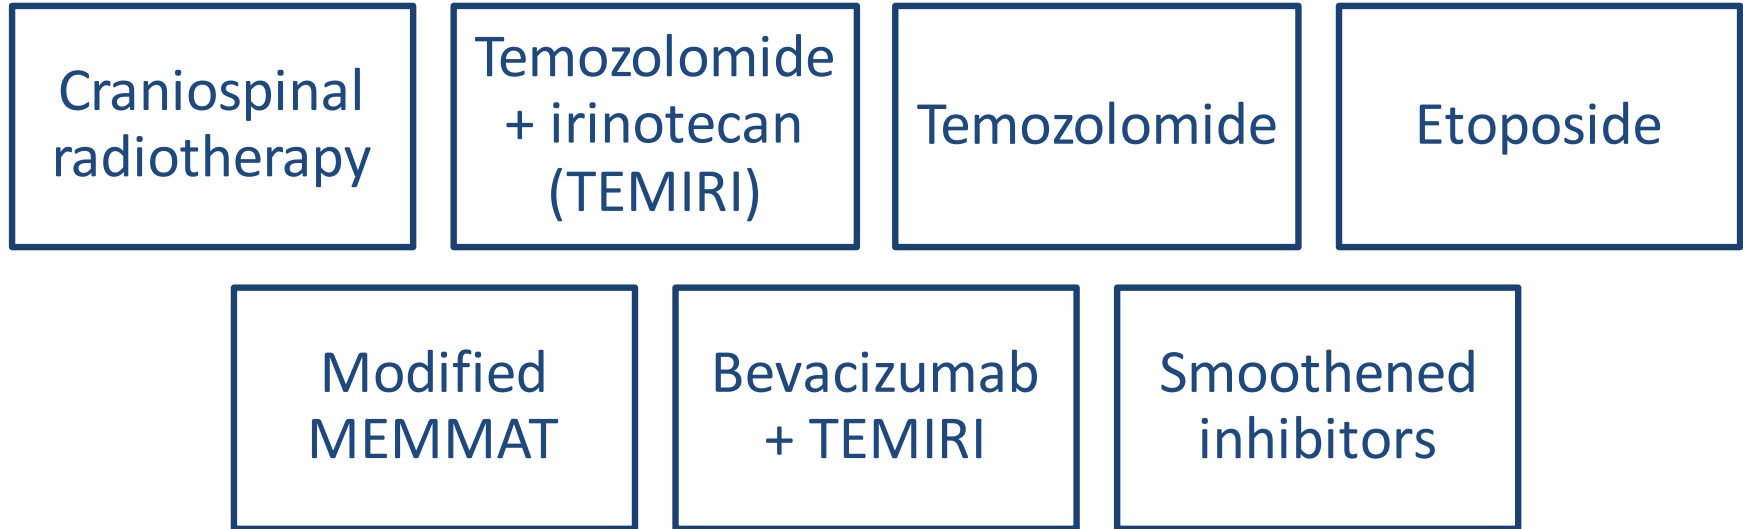 Craniospinal
radiotherapy
Temozolomide
+ irinotecan
(TEMIRI)
Temozolomide
Etoposide
Modified
MEMMAT
Bevacizumab
+ TEMIRI
Smoothened
inhibitors